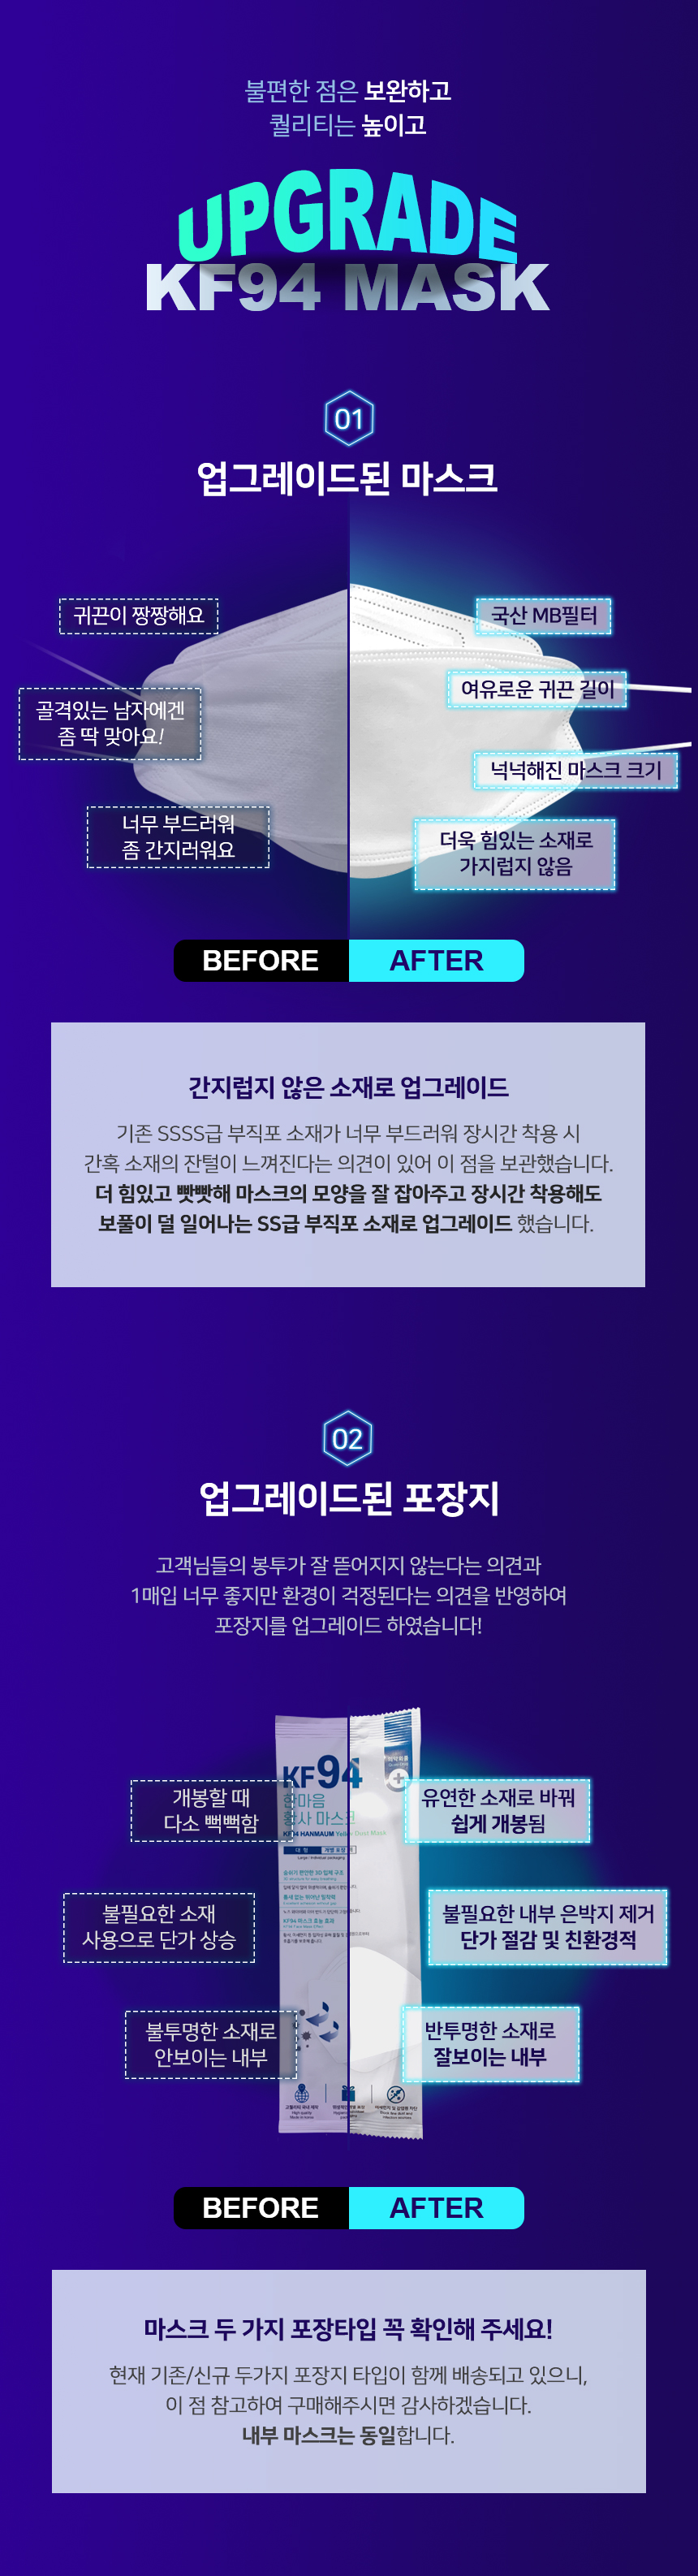 불편한 점은 보완하고
퀄리티는 높이고
UPGRADE
KF94 MASK
01
업그레이드된 마스크
귀끈이 짱짱해요
골격있는 남자에겐
좀 딱 맞아요!
너무 부드러워
좀 간지러워요
국산 MB필터
여유로운 귀끈 길이
넉넉해진 마스크 크기
더욱 힘있는 소재로
가지럽지 않음
BEFORE
AFTER
간지럽지 않은 소재로 업그레이드
기존 SSSS급 부직포 소재가 너무 부드러워 장시간 착용 시
간혹 소재의 잔털이 느껴진다는 의견이 있어 이 점을 보관했습니다.
더 힘있고 빳빳해 마스크의 모양을 잘 잡아주고 장시간 착용해도
보풀이 덜 일어나는 SS급 부직포 소재로 업그레이드 했습니다.
02
업그레이드된 포장지
고객님들의 봉투가 잘 뜯어지지 않는다는 의견과
1매입 너무 좋지만 환경이 걱정된다는 의견을 반영하여
포장지를 업그레이드 하였습니다!
KF94
한마음
황사 마스크
KF94 HANMAUM Yellow Dust Mask
대형
개별 포장
Large / Individual packaging
개봉할 때
다소 뻑뻑함
불필요한 소재
사용으로 단가 상승
불투명한 소재로
안보이는 내부
유연한 소재로 바꿔
쉽게 개봉됨
불필요한 내부 은박지 제거
단가 절감 및 친환경적
반투명한 소재로
잘보이는 내부
BEFORE
AFTER
마스크 두 가지 포장타입 꼭 확인해 주세요!
현재 기존/신규 두가지 포장지 타입이 함께 배송되고 있으니,
이 점 참고하여 구매해주시면 감사하겠습니다.
내부 마스크는 동일합니다.